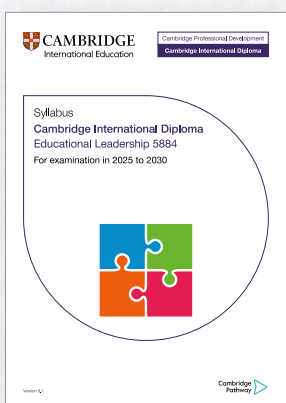 CAMBRIDGE
International Education
Cambridge Professional Development
Cambridge International Diploma
Syllabus
Cambridge International Diploma
Educational Leadership 5884
For examination in 2025 to 2030
Cambridge
Pathway